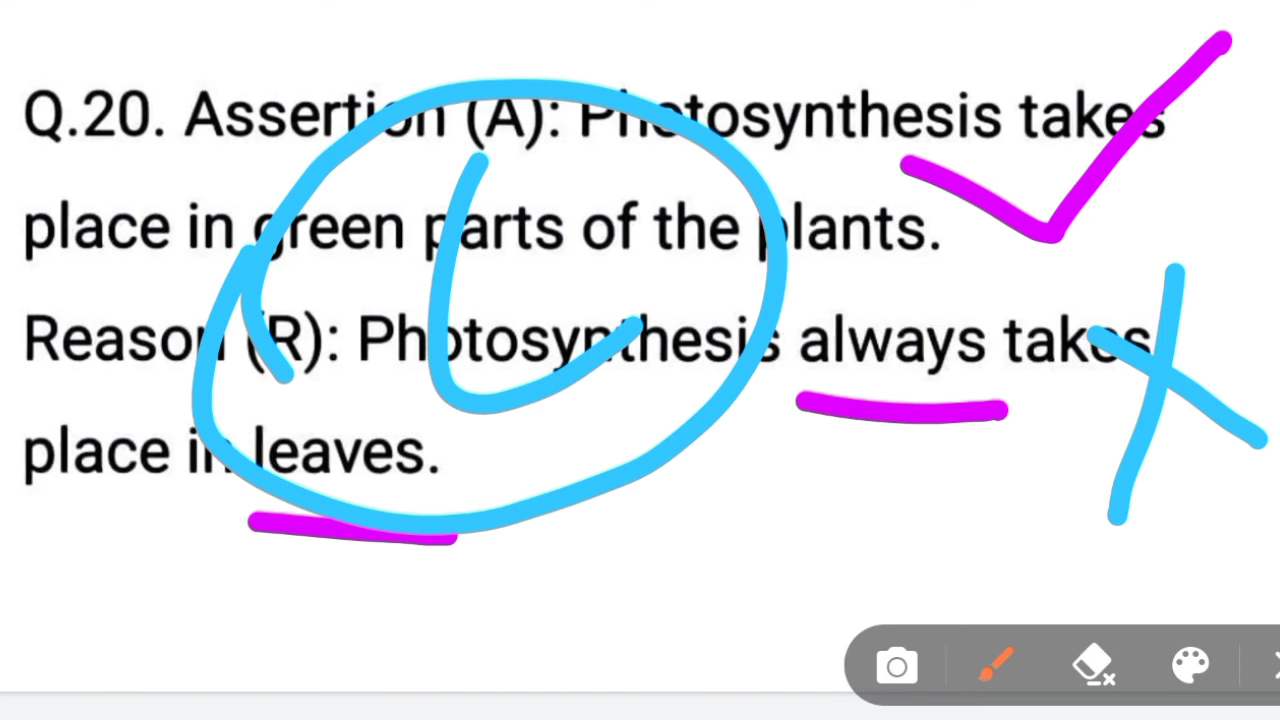 Q.20. Assertion (A): Photosynthesis takes
place in green parts of the plants.
Reason (R): Photosynthesis always takes
place in leaves.